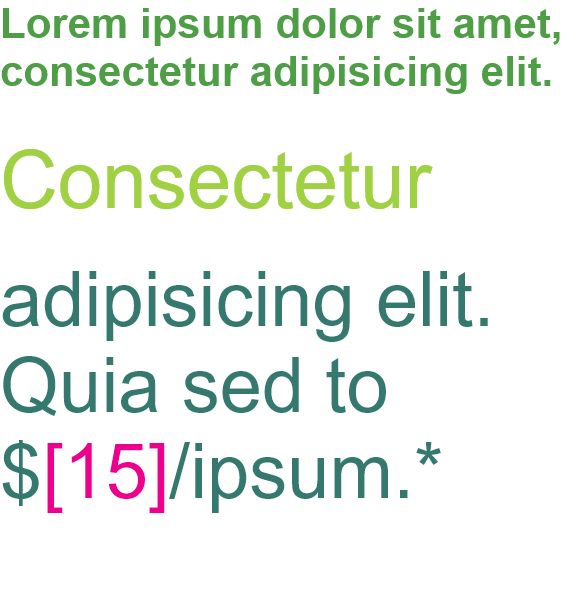 Lorem ipsum dolor sit amet,
consectetur adipisicing elit.
Consectetur
adipisicing elit.
Quia sed to
$[15]/ipsum.*